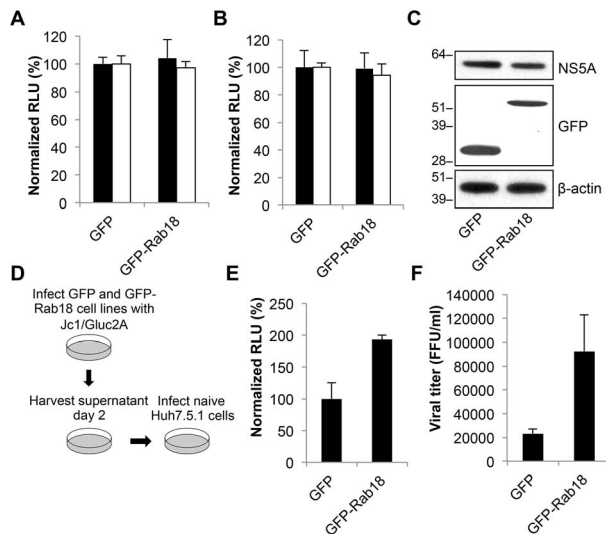 A
Normalized RLU (%)
120
100
80
60
40
20
0
GFP
GFP-Rab18
B
Normalized RLU (%)
120
100
80
60
40
20
0
GFP
GFP-Rab18
C
64
NS5A
51
39
28
GFP
51
39
β-actin
GFP
GFP-Rab18
D
Infect GFP and GFP-
Rab18 cell lines with
Jc1/Gluc2A
Harvest supernatant
day 2
Infect naive
Huh7.5.1 cells
E
Normalized RLU (%)
250
200
150
100
50
0
GFP
GFP-Rab18
F
Viral titer (FFU/ml)
140000
120000
100000
80000
60000
40000
20000
0
GFP
GFP-Rab18